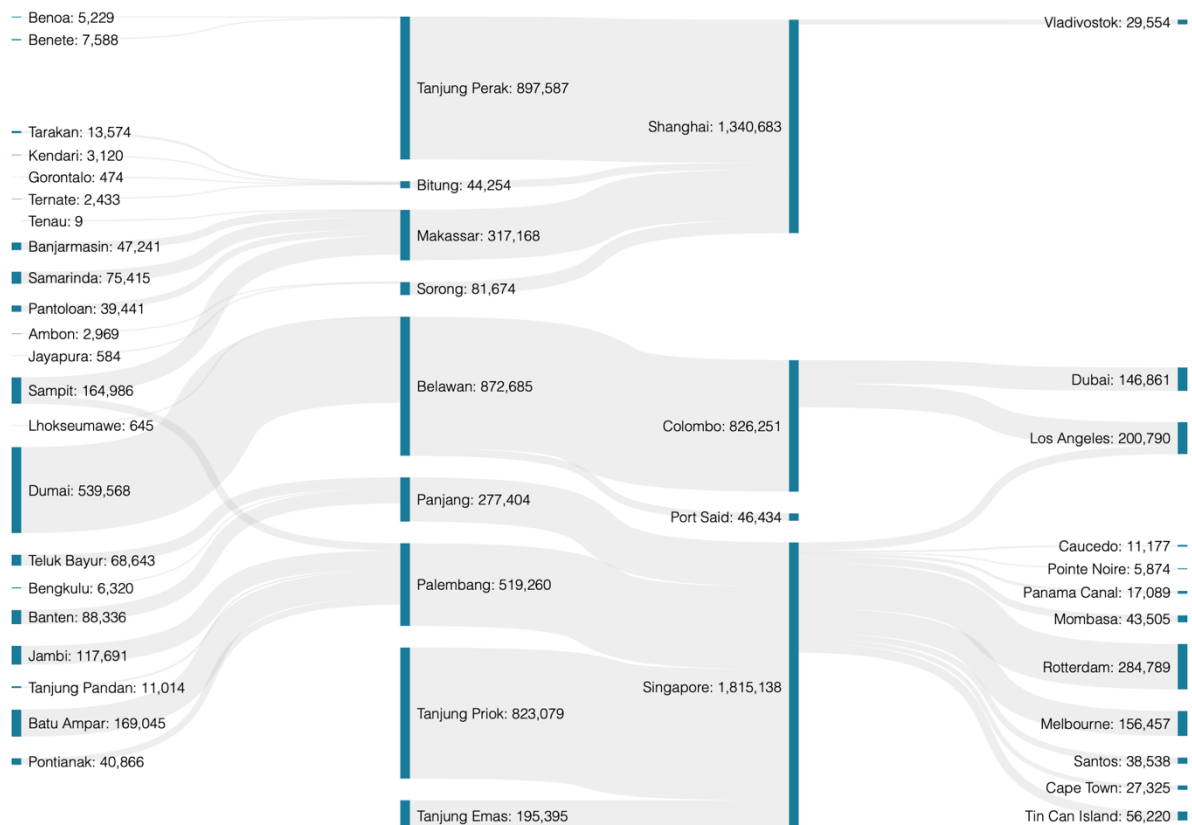 Benoa: 5,229
Benete: 7,588
Tarakan: 13,574
Kendari: 3,120
Gorontalo: 474
Ternate: 2,433
Tenau: 9
Banjarmasin: 47,241
Samarinda: 75,415
Pantoloan: 39,441
Ambon: 2,969
Jayapura: 584
Sampit: 164,986
Lhokseumawe: 645
Dumai: 539,568
Teluk Bayur: 68,643
Bengkulu: 6,320
Banten: 88,336
Jambi: 117,691
Tanjung Pandan: 11,014
Batu Ampar: 169,045
Pontianak: 40,866
Tanjung Perak: 897,587
Bitung: 44,254
Makassar: 317,168
Sorong: 81,674
Belawan: 872,685
Panjang: 277,404
Palembang: 519,260
Tanjung Priok: 823,079
Tanjung Emas: 195,395
Shanghai: 1,340,683
Colombo: 826,251
Port Said: 46,434
Singapore: 1,815,138
Vladivostok: 29,554
Dubai: 146,861
Los Angeles: 200,790
Caucedo: 11,177
Pointe Noire: 5,874
Panama Canal: 17,089
Mombasa: 43,505
Rotterdam: 284,789
Melbourne: 156,457
Santos: 38,538
Cape Town: 27,325
Tin Can Island: 56,220